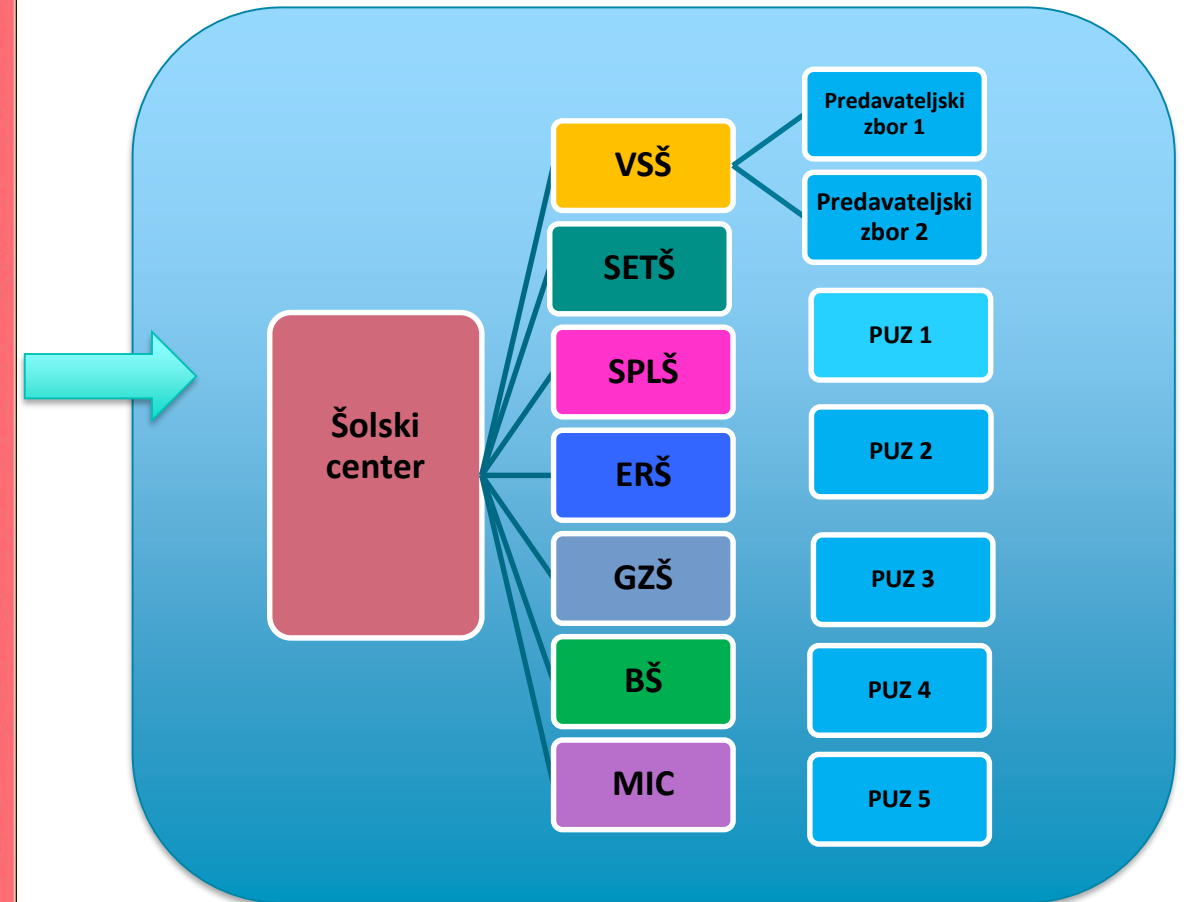 Šolski
center
VSŠ
SETŠ
SPLŠ
ERŠ
GZŠ
BŠ
MIC
Predavateljski
zbor 1
Predavateljski
zbor 2
PUZ 1
PUZ 2
PUZ 3
PUZ 4
PUZ 5